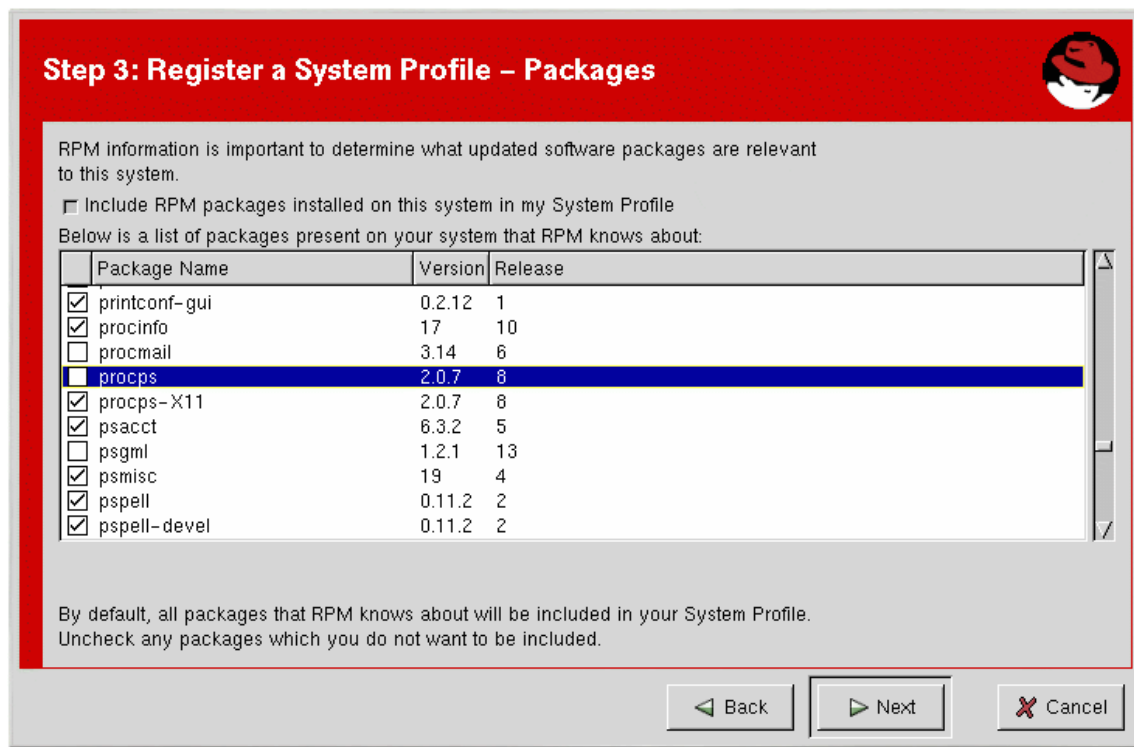 Step 3: Register a System Profile – Packages
RPM information is important to determine what updated software packages are relevant
to this system.
Include RPM packages installed on this system in my System Profile
Below is a list of packages present on your system that RPM knows about:
Package Name Version Release
printconf-gui 0.2.12 1
procinfo 17 10
procmail 3.14 6
procps 2.0.7 8
procps-X11 2.0.7 8
psacct 6.3.2 5
psgml 1.2.1 13
psmisc 19 4
pspell 0.11.2 2
pspell-devel 0.11.2 2
By default, all packages that RPM knows about will be included in your System Profile.
Uncheck any packages which you do not want to be included.
Back Next Cancel